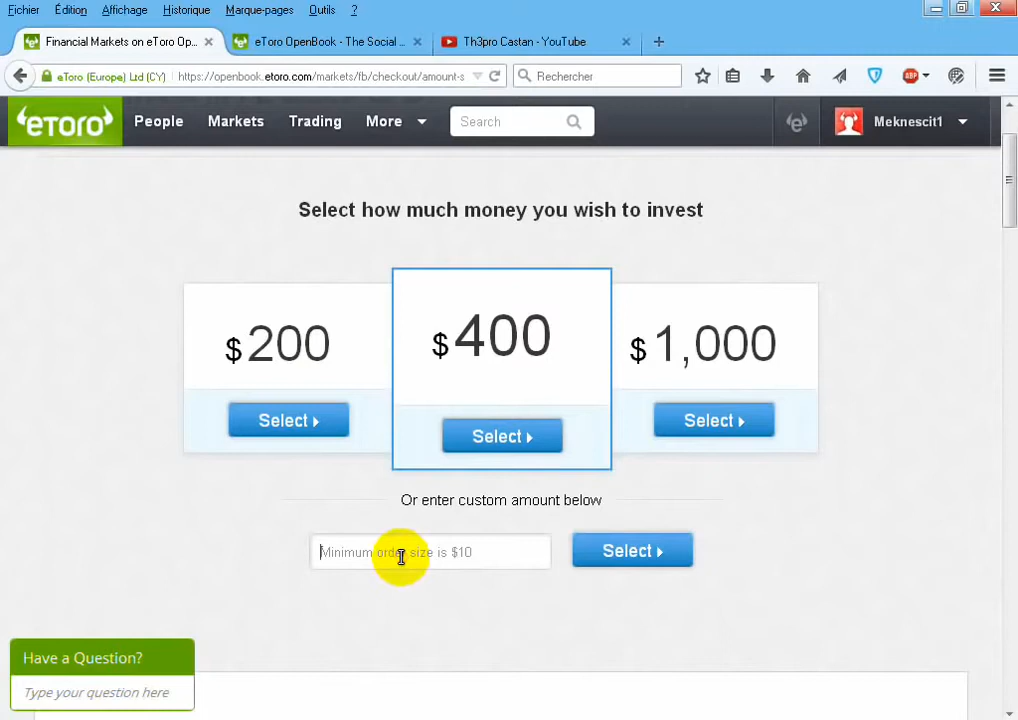 Fichier Édition Affichage Historique Marque-pages Outils ?
Financial Markets on eToro Op... × eToro OpenBook - The Social ... × Th3pro Castan - YouTube × +
eToro (Europe) Ltd (CY) https://openbook.etoro.com/markets/fb/checkout/amount-s Rechercher ABP
eToro People Markets Trading More Search Meknescit1
Select how much money you wish to invest
$200 $400 $1,000
Select Select Select
Or enter custom amount below
Minimum order size is $10 Select
Have a Question?
Type your question here